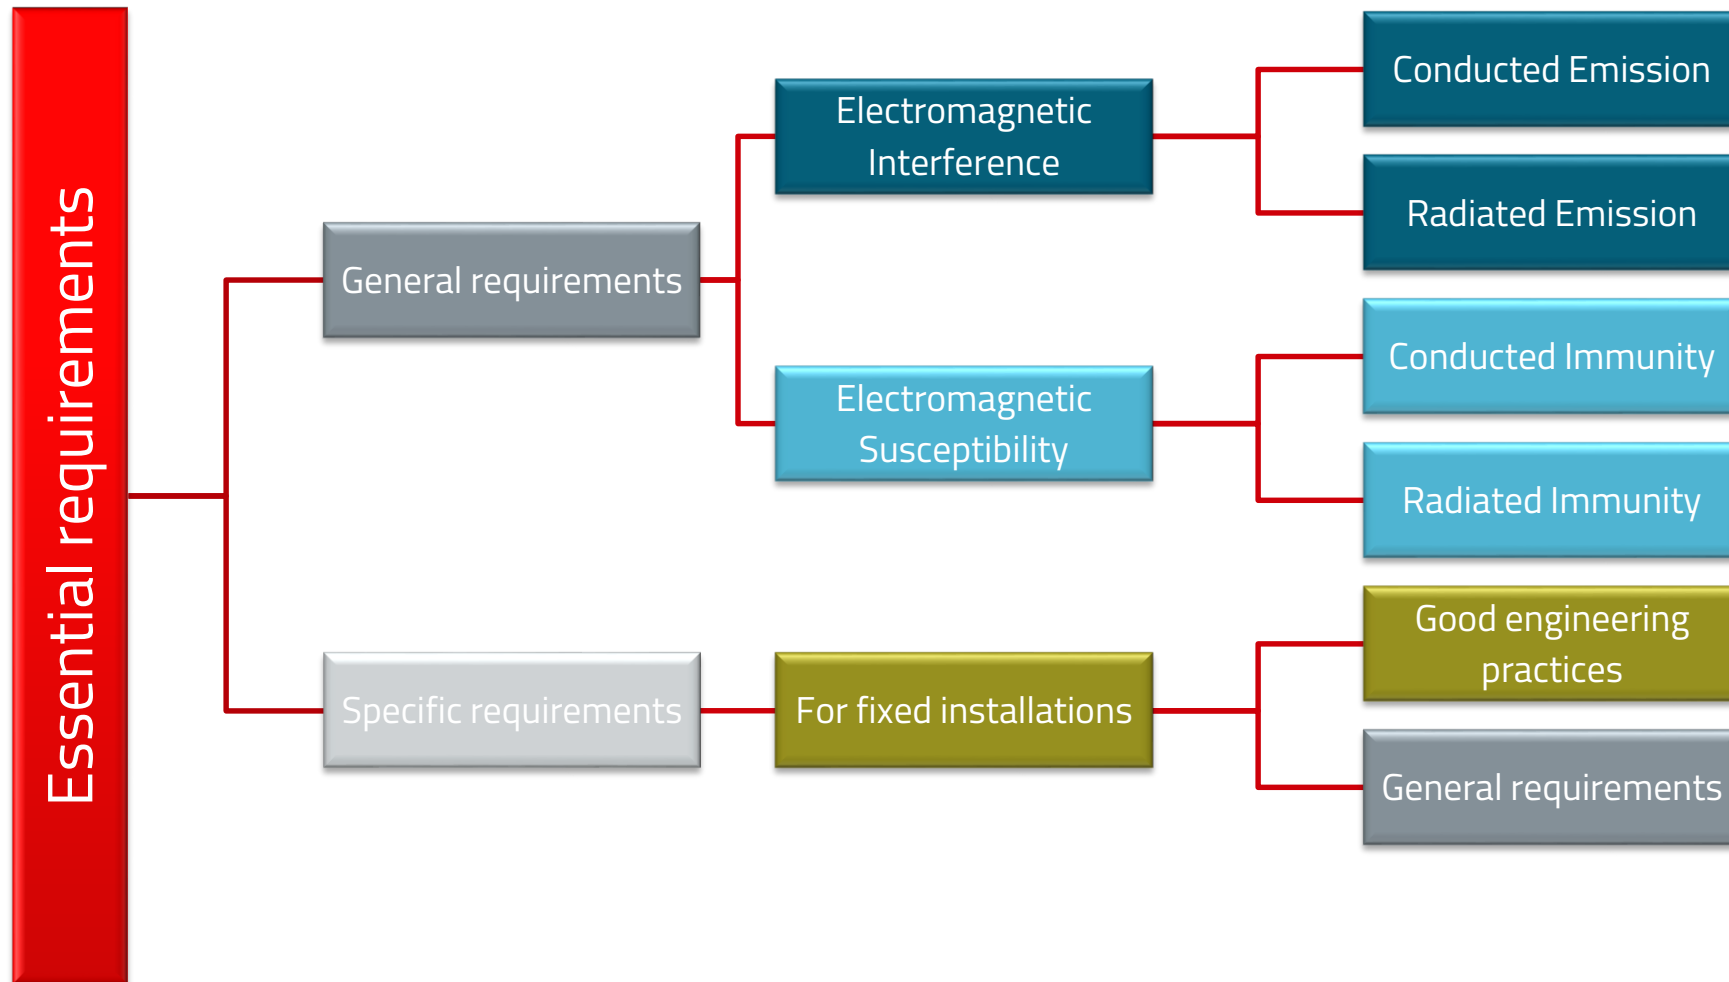 Essential requirements
General requirements
Specific requirements
Electromagnetic
Interference
Electromagnetic
Susceptibility
For fixed installations
Conducted Emission
Radiated Emission
Conducted Immunity
Radiated Immunity
Good engineering
practices
General requirements